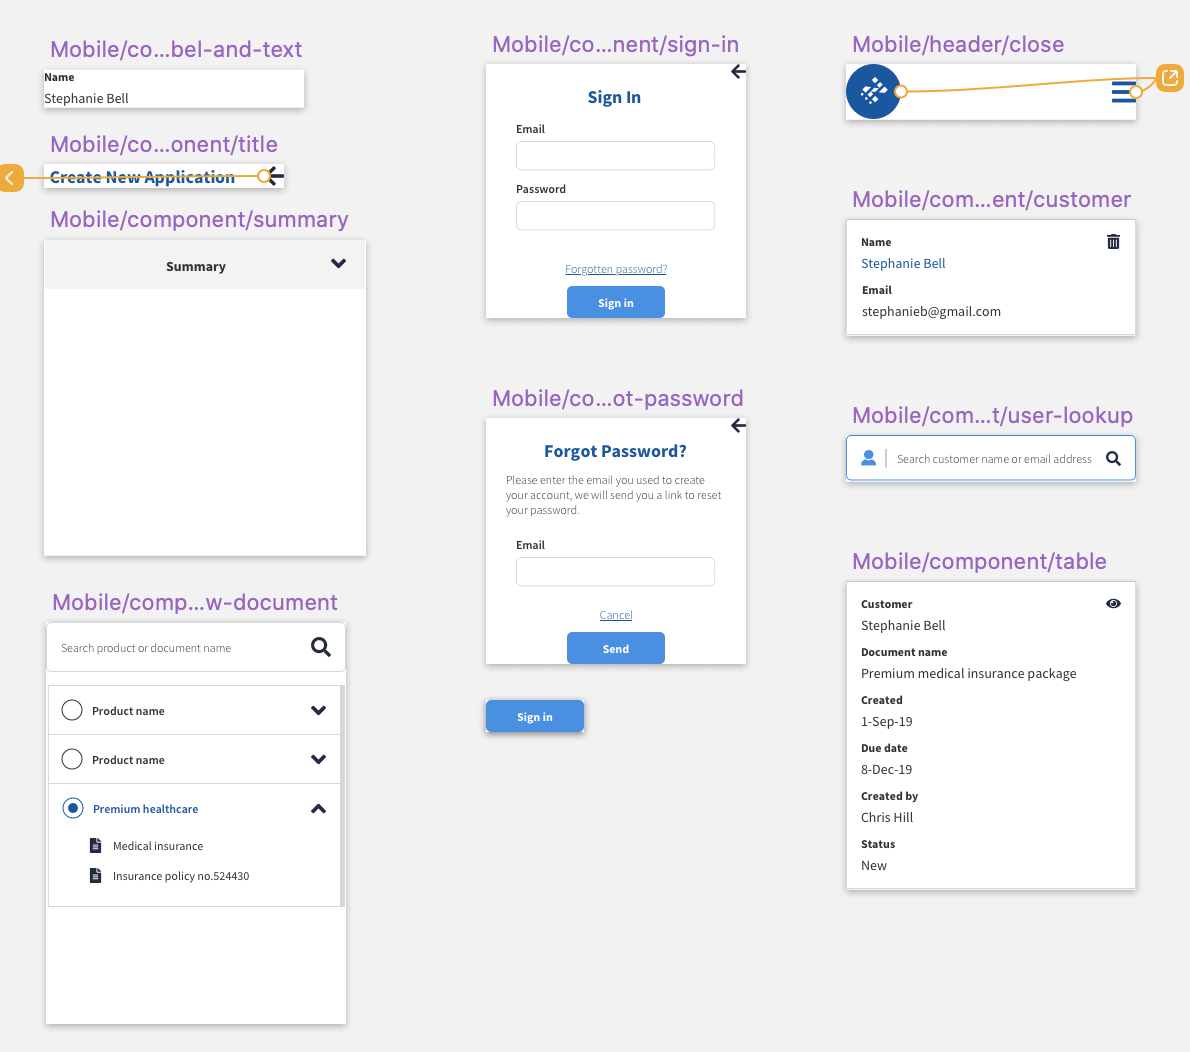 Mobile/co...bel-and-text
Name
Stephanie Bell
Mobile/co...onent/title
Create New Application
Mobile/component/summary
Summary
Mobile/comp...w-document
Search product or document name
Product name
Product name
Premium healthcare
Medical insurance
Insurance policy no.524430
Mobile/co...nent/sign-in
Sign In
Email
Password
Forgotten password?
Sign in
Mobile/co...ot-password
Forgot Password?
Please enter the email you used to create
your account, we will send you a link to reset
your password.
Email
Cancel
Send
Sign in
Mobile/header/close
Mobile/com...ent/customer
Name
Stephanie Bell
Email
stephanieb@gmail.com
Mobile/com...t/user-lookup
Search customer name or email address
Mobile/component/table
Customer
Stephanie Bell
Document name
Premium medical insurance package
Created
1-Sep-19
Due date
8-Dec-19
Created by
Chris Hill
Status
New